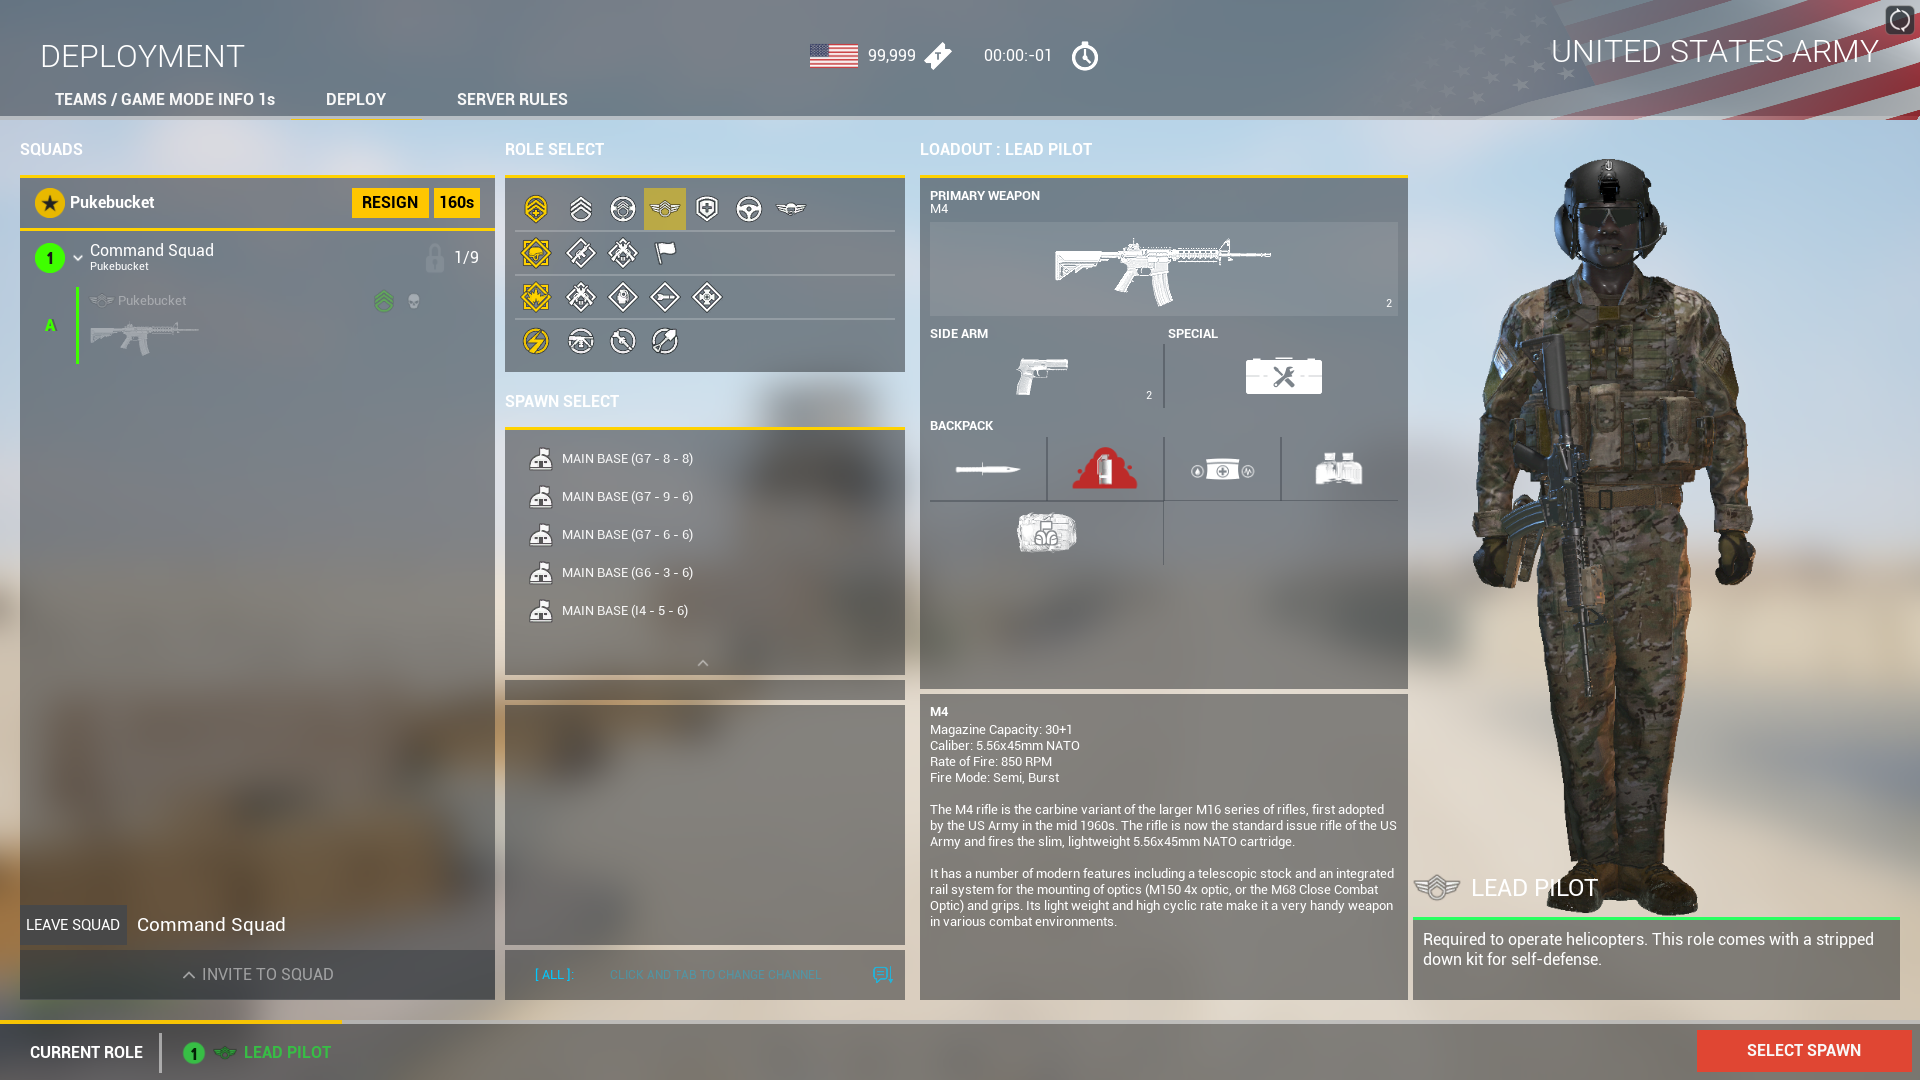 DEPLOYMENT
99,999
00:00:-01
UNITED STATES ARMY
TEAMS / GAME MODE INFO 1s
DEPLOY
SERVER RULES
SQUADS
Pukebucket
RESIGN
160s
1
Command Squad
Pukebucket
1/9
A
Pukebucket
LEAVE SQUAD
Command Squad
INVITE TO SQUAD
ROLE SELECT
SPAWN SELECT
MAIN BASE (G7 - 8 - 8)
MAIN BASE (G7 - 9 - 6)
MAIN BASE (G7 - 6 - 6)
MAIN BASE (G6 - 3 - 6)
MAIN BASE (I4 - 5 - 6)
[ ALL ]:
CLICK AND TAB TO CHANGE CHANNEL
LOADOUT : LEAD PILOT
PRIMARY WEAPON
M4
2
SIDE ARM
2
SPECIAL
BACKPACK
M4
Magazine Capacity: 30+1
Caliber: 5.56x45mm NATO
Rate of Fire: 850 RPM
Fire Mode: Semi, Burst
The M4 rifle is the carbine variant of the larger M16 series of rifles, first adopted
by the US Army in the mid 1960s. The rifle is now the standard issue rifle of the US
Army and fires the slim, lightweight 5.56x45mm NATO cartridge.
It has a number of modern features including a telescopic stock and an integrated
rail system for the mounting of optics (M150 4x optic, or the M68 Close Combat
Optic) and grips. Its light weight and high cyclic rate make it a very handy weapon
in various combat environments.
LEAD PILOT
Required to operate helicopters. This role comes with a stripped
down kit for self-defense.
CURRENT ROLE
1
LEAD PILOT
SELECT SPAWN